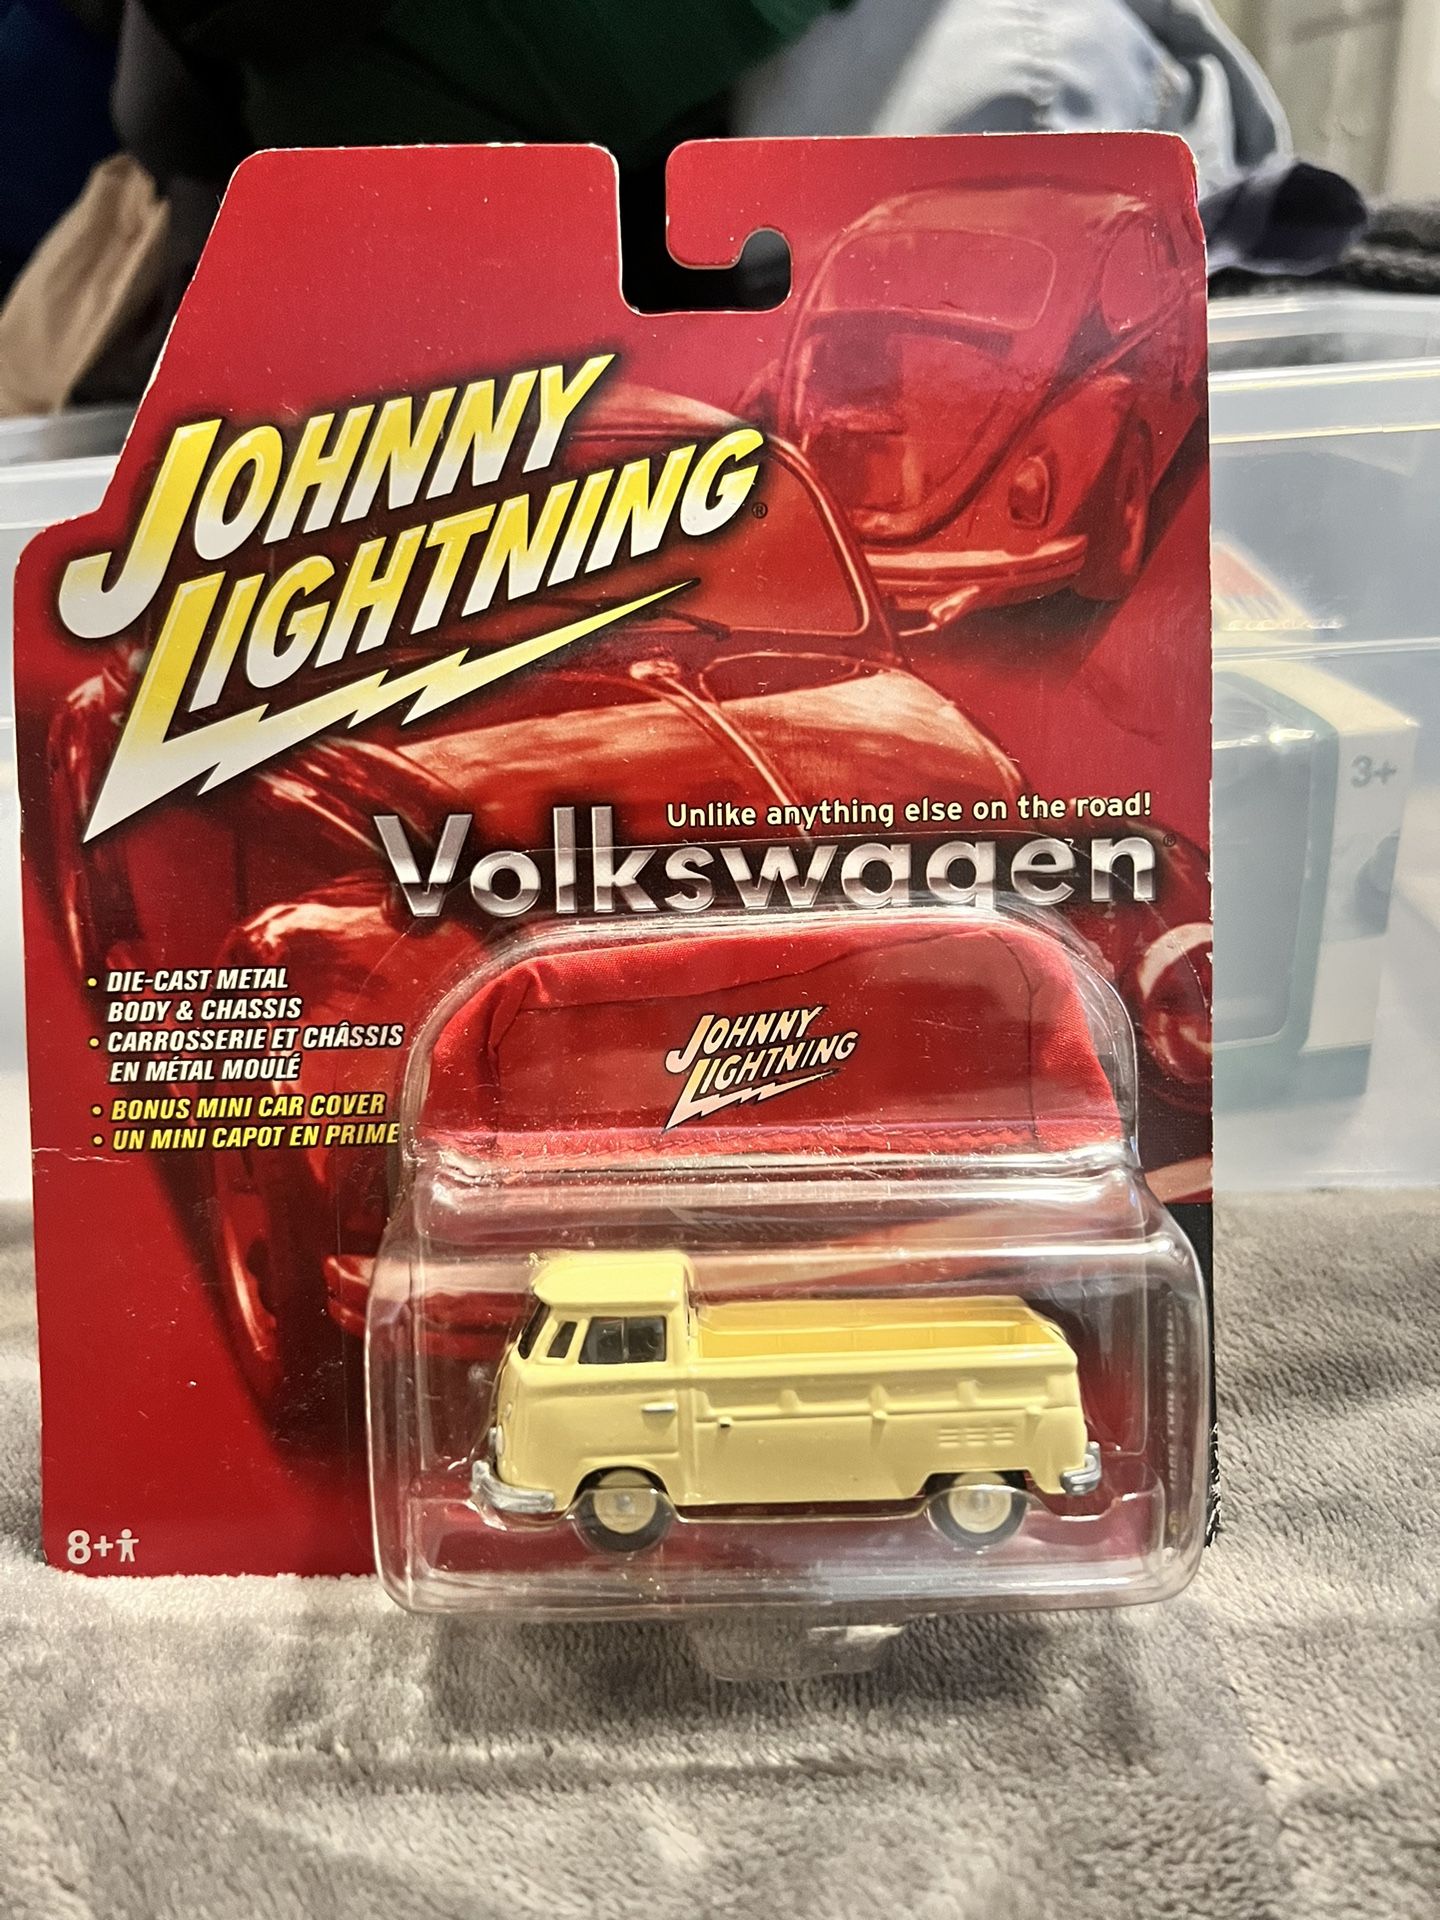 JOHNNY
LIGHTNING®
Unlike anything else on the road!
Volkswagen®
• DIE-CAST METAL
BODY & CHASSIS
• CARROSSERIE ET CHÂSSIS
EN MÉTAL MOULÉ
• BONUS MINI CAR COVER
• UN MINI CAPOT EN PRIME
JOHNNY
LIGHTNING
8+
3+